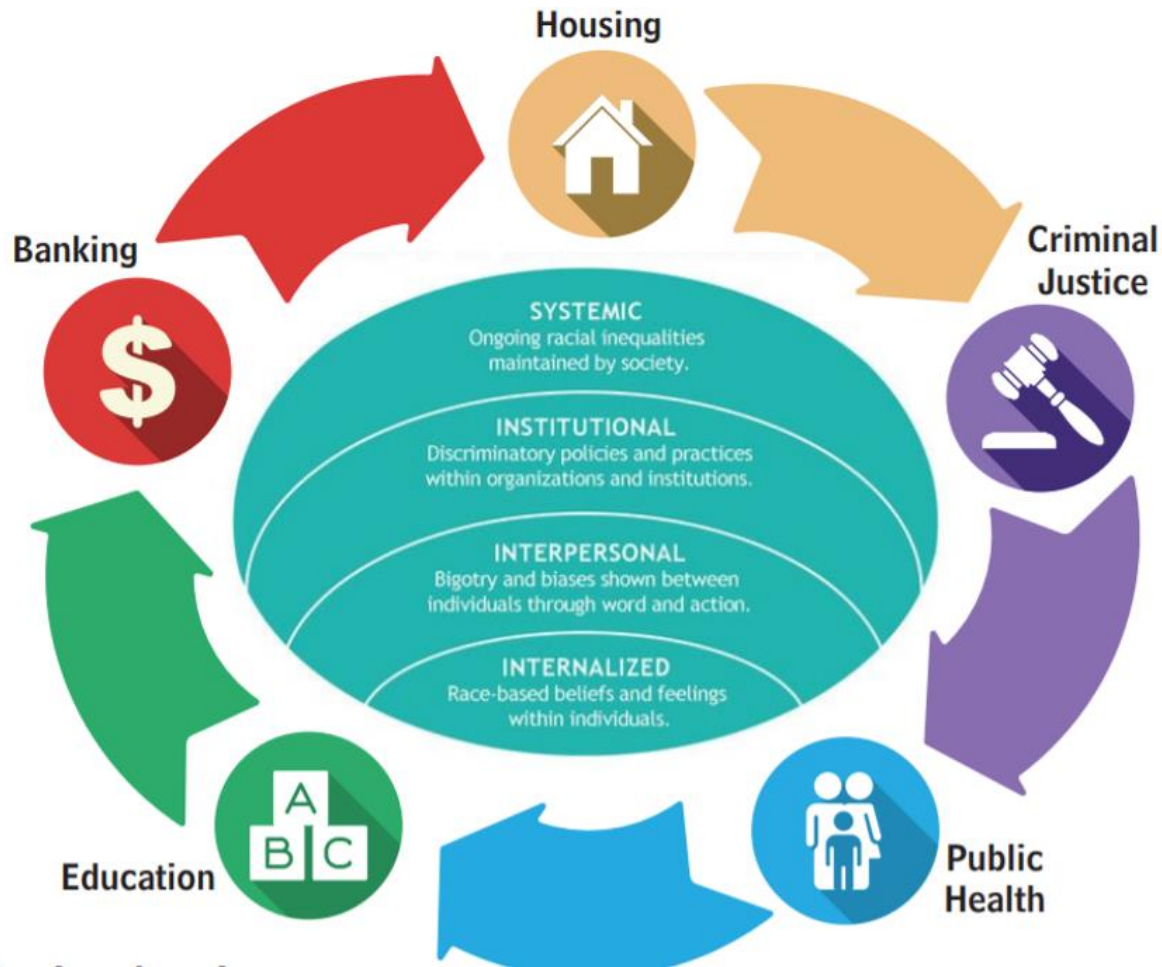 Housing
Banking
Criminal
Justice
SYSTEMIC
Ongoing racial inequalities
maintained by society.
$
INSTITUTIONAL
Discriminatory policies and practices
within organizations and institutions.
INTERPERSONAL
Bigotry and biases shown between
individuals through word and action.
INTERNALIZED
Race-based beliefs and feelings
within individuals.
A
B C
Education
Public
Health